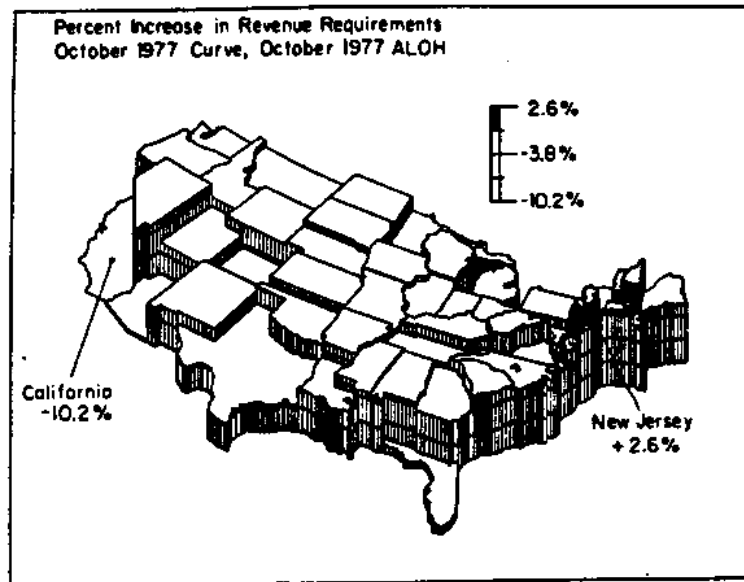 Percent Increase in Revenue Requirements
October 1977 Curve, October 1977 ALOH
2.6%
-3.8%
-10.2%
California
-10.2%
New Jersey
+2.6%